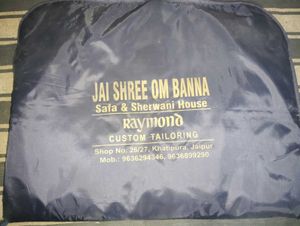 JAI SHREE OM BANNA
Safa & Sherwani House
Raymond
CUSTOM TAILORING
Shop No. 26/27, Khatipura, Jaipur
Mob.: 9636294346, 9636899290